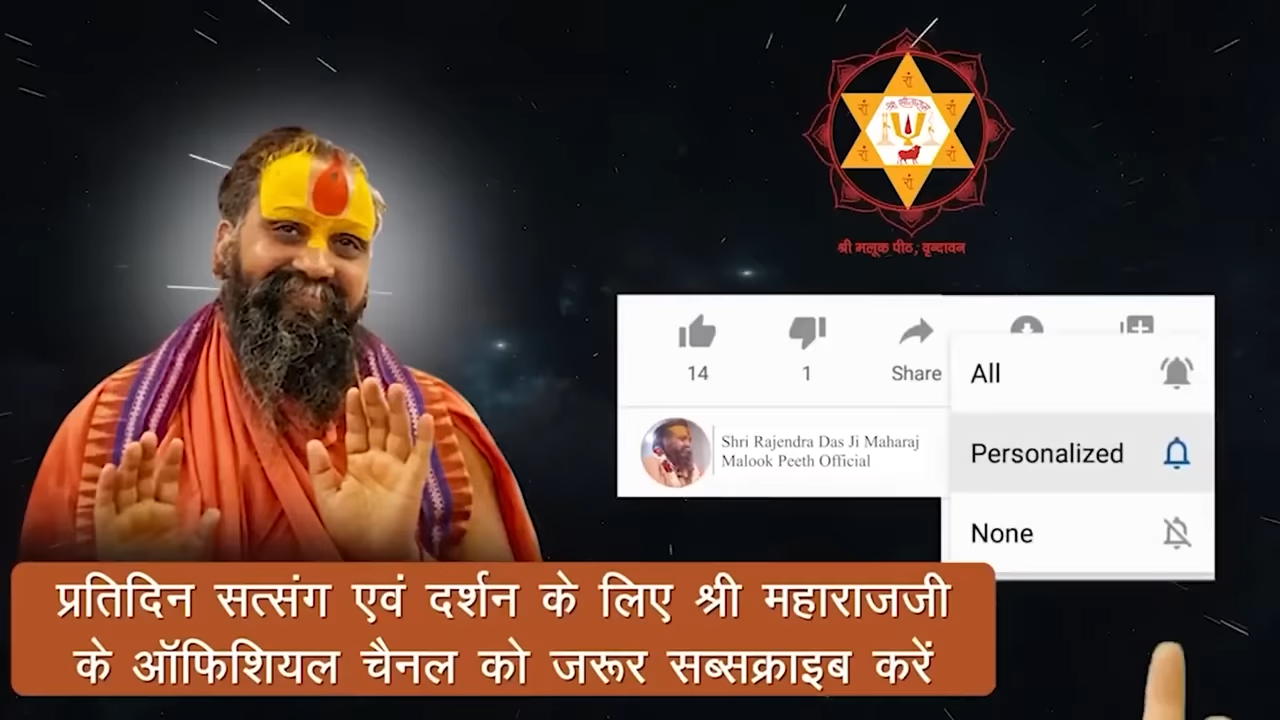 रां
रां
रां
श्री सीताराम
रां
रां
रां
श्री मलूक पीठ, वृन्दावन
14
1
Share
All
Shri Rajendra Das Ji Maharaj
Malook Peeth Official
Personalized
None
प्रतिदिन सत्संग एवं दर्शन के लिए श्री महाराजजी
के ऑफिशियल चैनल को जरूर सब्सक्राइब करें